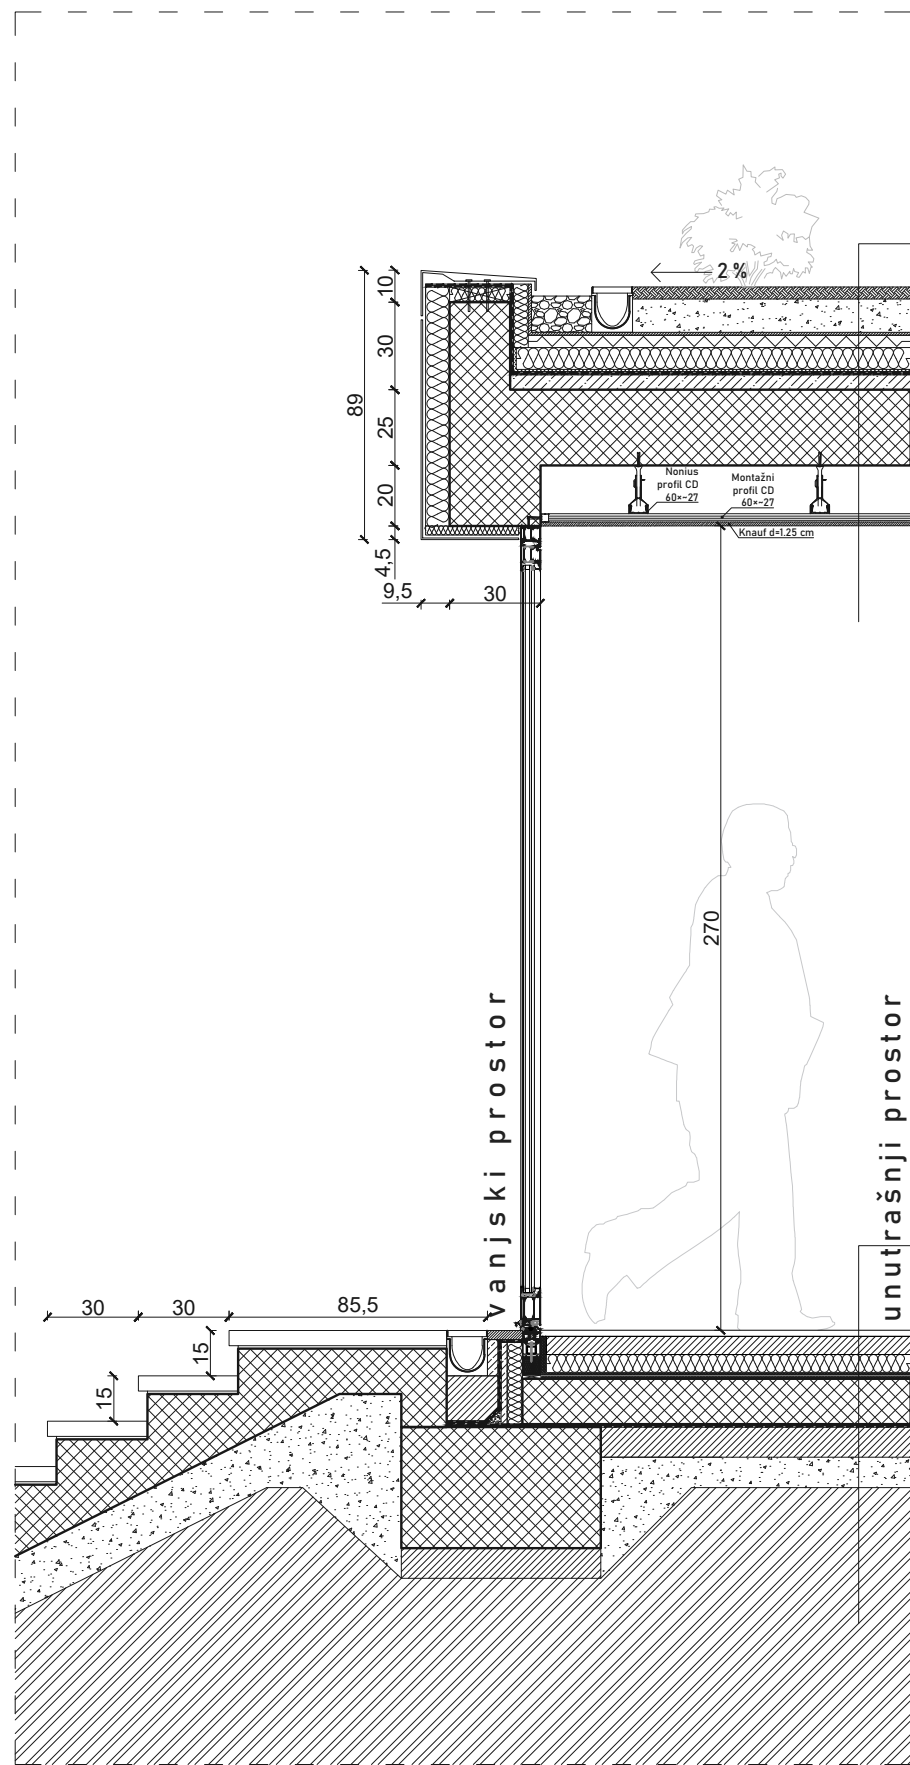 2 %
10
30
89
25
20
4,5
9,5
30
Nonius
profil CD
60×~27
Montažni
profil CD
60×~27
Knauf d=1.25 cm
270
vanjski prostor
unutrašnji prostor
30
30
85,5
15
15